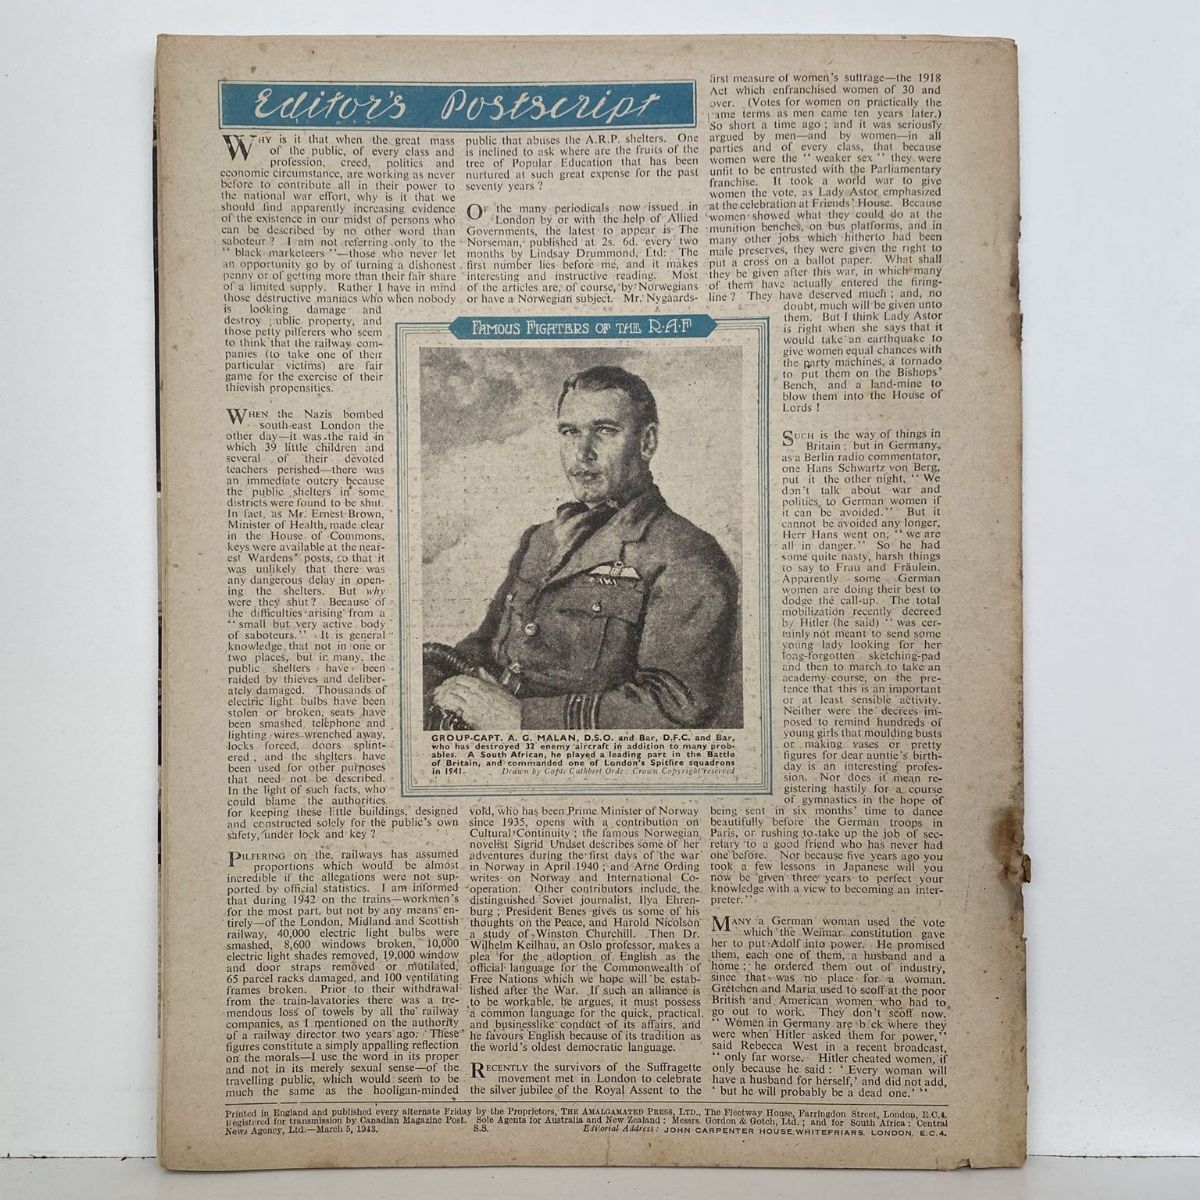 Editor's Postscript
WHY is it that when the great mass
of the public, of every class and
profession, creed, politics and
economic circumstance, are working as never
before to contribute all in their power to
the national war effort, why is it that we
should find apparently increasing evidence
of the existence in our midst of persons who
can be described by no other word than
saboteur? I am not referring only to the
"black marketeers"—those who never let
an opportunity go by of turning a dishonest
penny or of getting more than their fair share
of a limited supply. Rather I have in mind
those destructive maniacs who when nobody
is looking damage and
destroy public property, and
those petty pilferers who seem
to think that the railway com-
panies (to take one of their
particular victims) are fair
game for the exercise of their
thievish propensities.
WHEN the Nazis bombed
south-east London the
other day—it was the raid in
which 39 little children and
several of their devoted
teachers perished—there was
an immediate outcry because
the public shelters in some
districts were found to be shut.
In fact, as Mr. Ernest Brown,
Minister of Health, made clear
in the House of Commons,
keys were available at the near-
est Wardens' posts, so that it
was unlikely that there was
any dangerous delay in open-
ing the shelters. But why
were they shut? Because of
the difficulties arising from a
"small but very active body
of saboteurs." It is general
knowledge that not in one or
two places, but in many, the
public shelters have been
raided by thieves and deliber-
ately damaged. Thousands of
electric light bulbs have been
stolen or broken, seats have
been smashed, telephone and
lighting wires wrenched away,
locks forced, doors splint-
ered, and the shelters have
been used for other purposes
that need not be described.
In the light of such facts, who
could blame the authorities
for keeping these little buildings, designed
and constructed solely for the public's own
safety, under lock and key?
PILFERING on the railways has assumed
proportions which would be almost
incredible if the allegations were not sup-
ported by official statistics. I am informed
that during 1942 on the trains—workmen's
for the most part, but not by any means en-
tirely—of the London, Midland and Scottish
railway, 40,000 electric light bulbs were
smashed, 8,600 windows broken, 10,000
electric light shades removed, 19,000 window
and door straps removed or mutilated,
65 parcel racks damaged, and 100 ventilating
frames broken. Prior to their withdrawal
from the train-lavatories there was a tre-
mendous loss of towels by all the railway
companies, as I mentioned on the authority
of a railway director two years ago. These
figures constitute a simply appalling reflection
on the morals—I use the word in its proper
and not in its merely sexual sense—of the
travelling public, which would seem to be
much the same as the hooligan-minded
public that abuses the A.R.P. shelters. One
is inclined to ask where are the fruits of the
tree of Popular Education that has been
nurtured at such great expense for the past
seventy years?
OF the many periodicals now issued in
London by or with the help of Allied
Governments, the latest to appear is The
Norseman, published at 2s. 6d. every two
months by Lindsay Drummond, Ltd. The
first number lies before me, and it makes
interesting and instructive reading. Most
of the articles are, of course, by Norwegians
or have a Norwegian subject. Mr. Nygaards-
FAMOUS FIGHTERS OF THE R·A·F
GROUP-CAPT. A. G. MALAN, D.S.O. and Bar, D.F.C. and Bar,
who has destroyed 32 enemy aircraft in addition to many prob-
ables. A South African, he played a leading part in the Battle
of Britain, and commanded one of London's Spitfire squadrons
in 1941. Drawn by Capt. Cuthbert Orde: Crown Copyright reserved
vold, who has been Prime Minister of Norway
since 1935, opens with a contribution on
Cultural Continuity; the famous Norwegian
novelist Sigrid Undset describes some of her
adventures during the first days of the war
in Norway in April 1940; and Arne Ording
writes on Norway and International Co-
operation. Other contributors include the
distinguished Soviet journalist, Ilya Ehren-
burg; President Benes gives us some of his
thoughts on the Peace, and Harold Nicolson
a study of Winston Churchill. Then Dr.
Wilhelm Keilhau, an Oslo professor, makes a
plea for the adoption of English as the
official language for the Commonwealth of
Free Nations which we hope will be estab-
lished after the War. If such an alliance is
to be workable, he argues, it must possess
a common language for the quick, practical
and businesslike conduct of its affairs, and
he favours English because of its tradition as
the world's oldest democratic language.
RECENTLY the survivors of the Suffragette
movement met in London to celebrate
the silver jubilee of the Royal Assent to the
first measure of women's suffrage—the 1918
Act which enfranchised women of 30 and
over. (Votes for women on practically the
same terms as men came ten years later.)
So short a time ago; and it was seriously
argued by men—and by women—in all
parties and of every class, that because
women were the "weaker sex" they were
unfit to be entrusted with the Parliamentary
franchise. It took a world war to give
women the vote, as Lady Astor emphasized
at the celebration at Friends' House. Because
women showed what they could do at the
munition benches, on bus platforms, and in
many other jobs which hitherto had been
male preserves, they were given the right to
put a cross on a ballot paper. What shall
they be given after this war, in which many
of them have actually entered the firing-
line? They have deserved much; and, no
doubt, much will be given unto
them. But I think Lady Astor
is right when she says that it
would take an earthquake to
give women equal chances with
the party machines, a tornado
to put them on the Bishops'
Bench, and a land-mine to
blow them into the House of
Lords!
SUCH is the way of things in
Britain; but in Germany,
as a Berlin radio commentator,
one Hans Schwartz von Berg,
put it the other night, "We
don't talk about war and
politics to German women if
it can be avoided." But it
cannot be avoided any longer,
Herr Hans went on, "we are
all in danger." So he had
some quite nasty, harsh things
to say to Frau and Fräulein.
Apparently some German
women are doing their best to
dodge the call-up. The total
mobilization recently decreed
by Hitler (he said) "was cer-
tainly not meant to send some
young lady looking for her
long-forgotten sketching-pad
and then to march to take an
academy-course, on the pre-
tence that this is an important
or at least sensible activity.
Neither were the decrees im-
posed to remind hundreds of
young girls that moulding busts
or making vases or pretty
figures for dear auntie's birth-
day is an interesting profes-
sion. Nor does it mean re-
gistering hastily for a course
of gymnastics in the hope of
being sent in six months' time to dance
beautifully before the German troops in
Paris, or rushing to take up the job of sec-
retary to a good friend who has never had
one before. Nor because five years ago you
took a few lessons in Japanese will you
now be given three years to perfect your
knowledge with a view to becoming an inter-
preter."
MANY a German woman used the vote
which the Weimar constitution gave
her to put Adolf into power. He promised
them, each one of them, a husband and a
home; he ordered them out of industry,
since that was no place for a woman.
Gretchen and Maria used to scoff at the poor
British and American women who had to
go out to work. They don't scoff now.
"Women in Germany are back where they
were when Hitler asked them for power,"
said Rebecca West in a recent broadcast,
"only far worse. Hitler cheated women, if
only because he said: 'Every woman will
have a husband for herself,' and did not add,
'but he will probably be a dead one.'"
Printed in England and published every alternate Friday by the Proprietors, THE AMALGAMATED PRESS, LTD., The Fleetway House, Farringdon Street, London, E.C.4.
Registered for transmission by Canadian Magazine Post. Sole Agents for Australia and New Zealand: Messrs. Gordon & Gotch, Ltd.; and for South Africa: Central
News Agency, Ltd.—March 5, 1943. S.S. Editorial Address: JOHN CARPENTER HOUSE, WHITEFRIARS, LONDON, E.C.4.